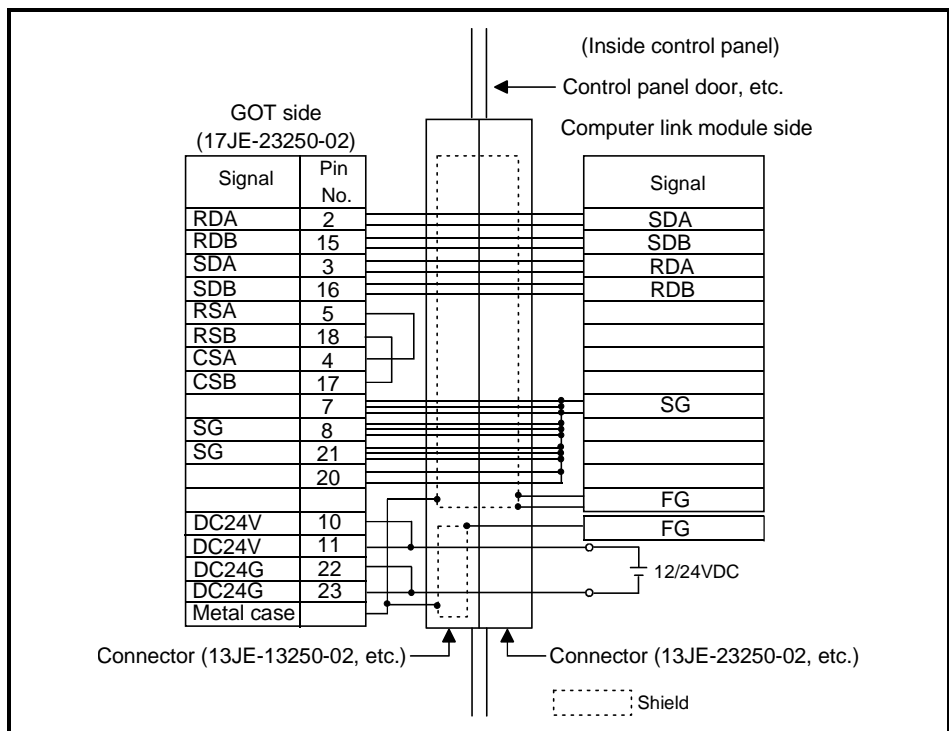 (Inside control panel)
Control panel door, etc.
GOT side
(17JE-23250-02)
Computer link module side
Signal Pin No. Signal
RDA 2 SDA
RDB 15 SDB
SDA 3 RDA
SDB 16 RDB
RSA 5
RSB 18
CSA 4
CSB 17
7 SG
SG 8
SG 21
20
FG
DC24V 10 FG
DC24V 11
DC24G 22 12/24VDC
DC24G 23
Metal case
Connector (13JE-13250-02, etc.) Connector (13JE-23250-02, etc.)
Shield